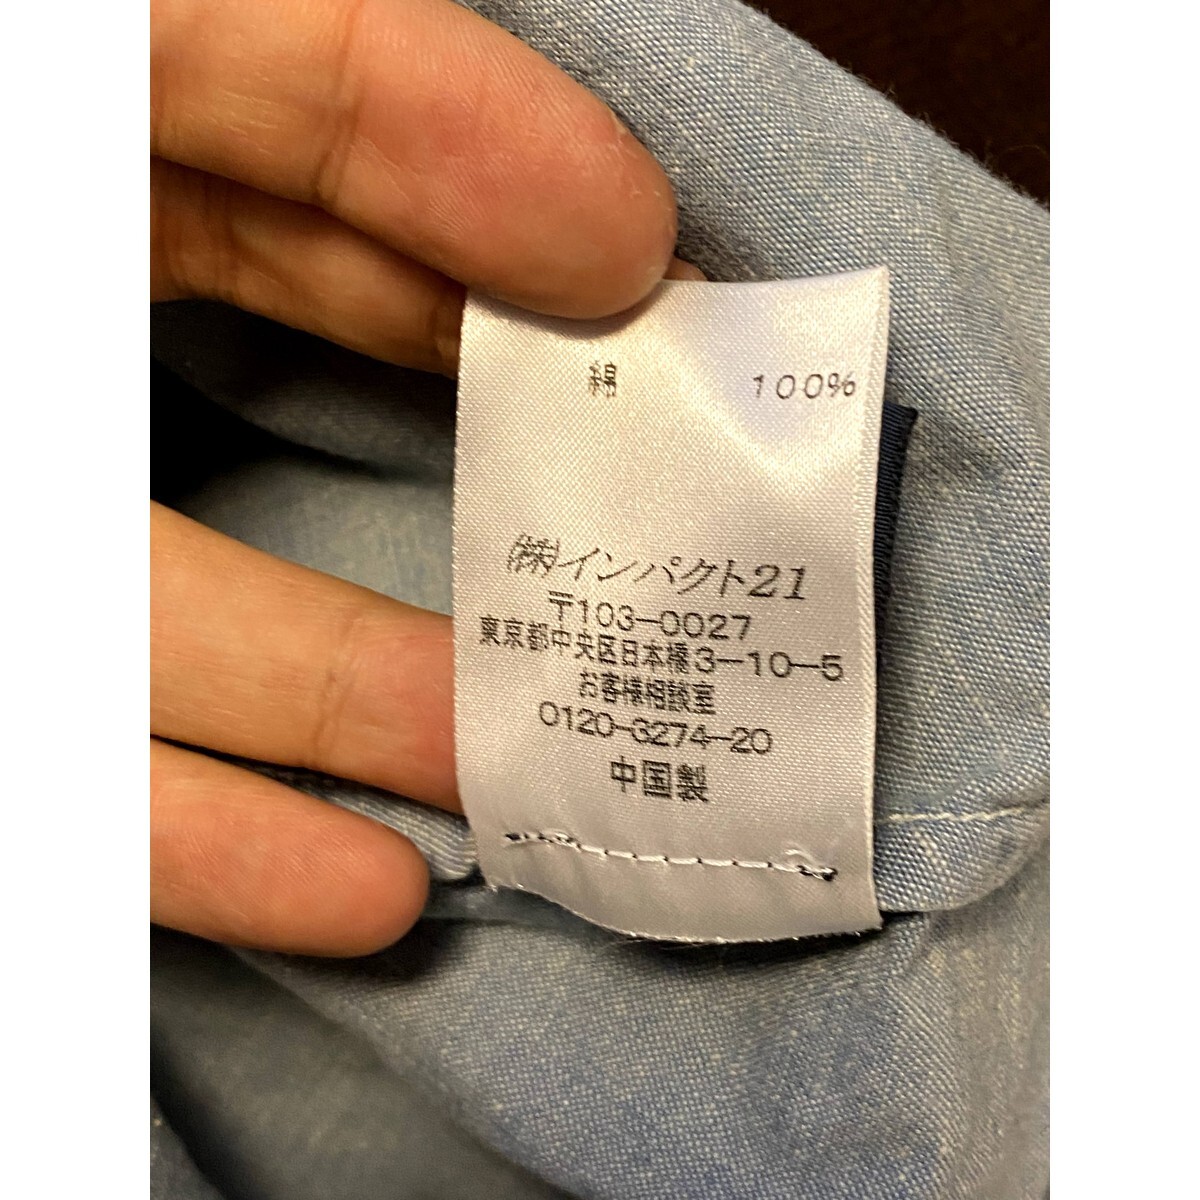 綿 100%
㈱インパクト21
〒103-0027
東京都中央区日本橋3-10-5
お客様相談室
0120-3274-20
中国製